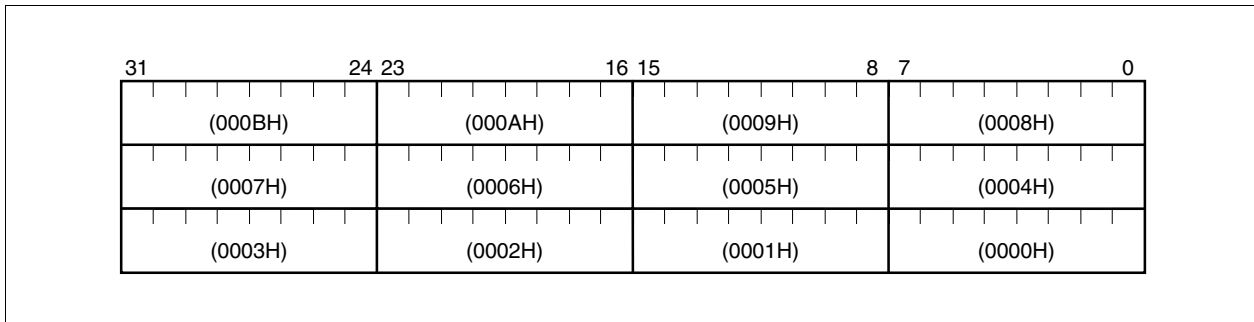 31 24 23 16 15 8 7 0
(000BH) (000AH) (0009H) (0008H)
(0007H) (0006H) (0005H) (0004H)
(0003H) (0002H) (0001H) (0000H)